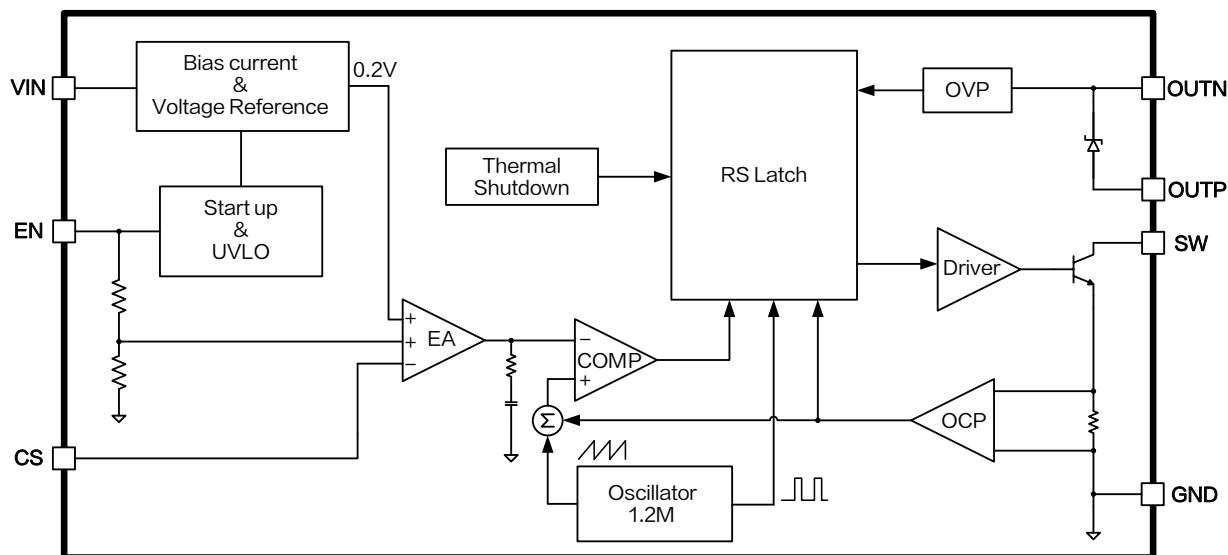 VIN
Bias current
&
Voltage Reference
0.2V
OVP
OUTN
Thermal
Shutdown
RS Latch
OUTP
EN
Start up
&
UVLO
SW
Driver
+
+
−
EA
−
+
COMP
Σ
OCP
CS
Oscillator
1.2M
GND